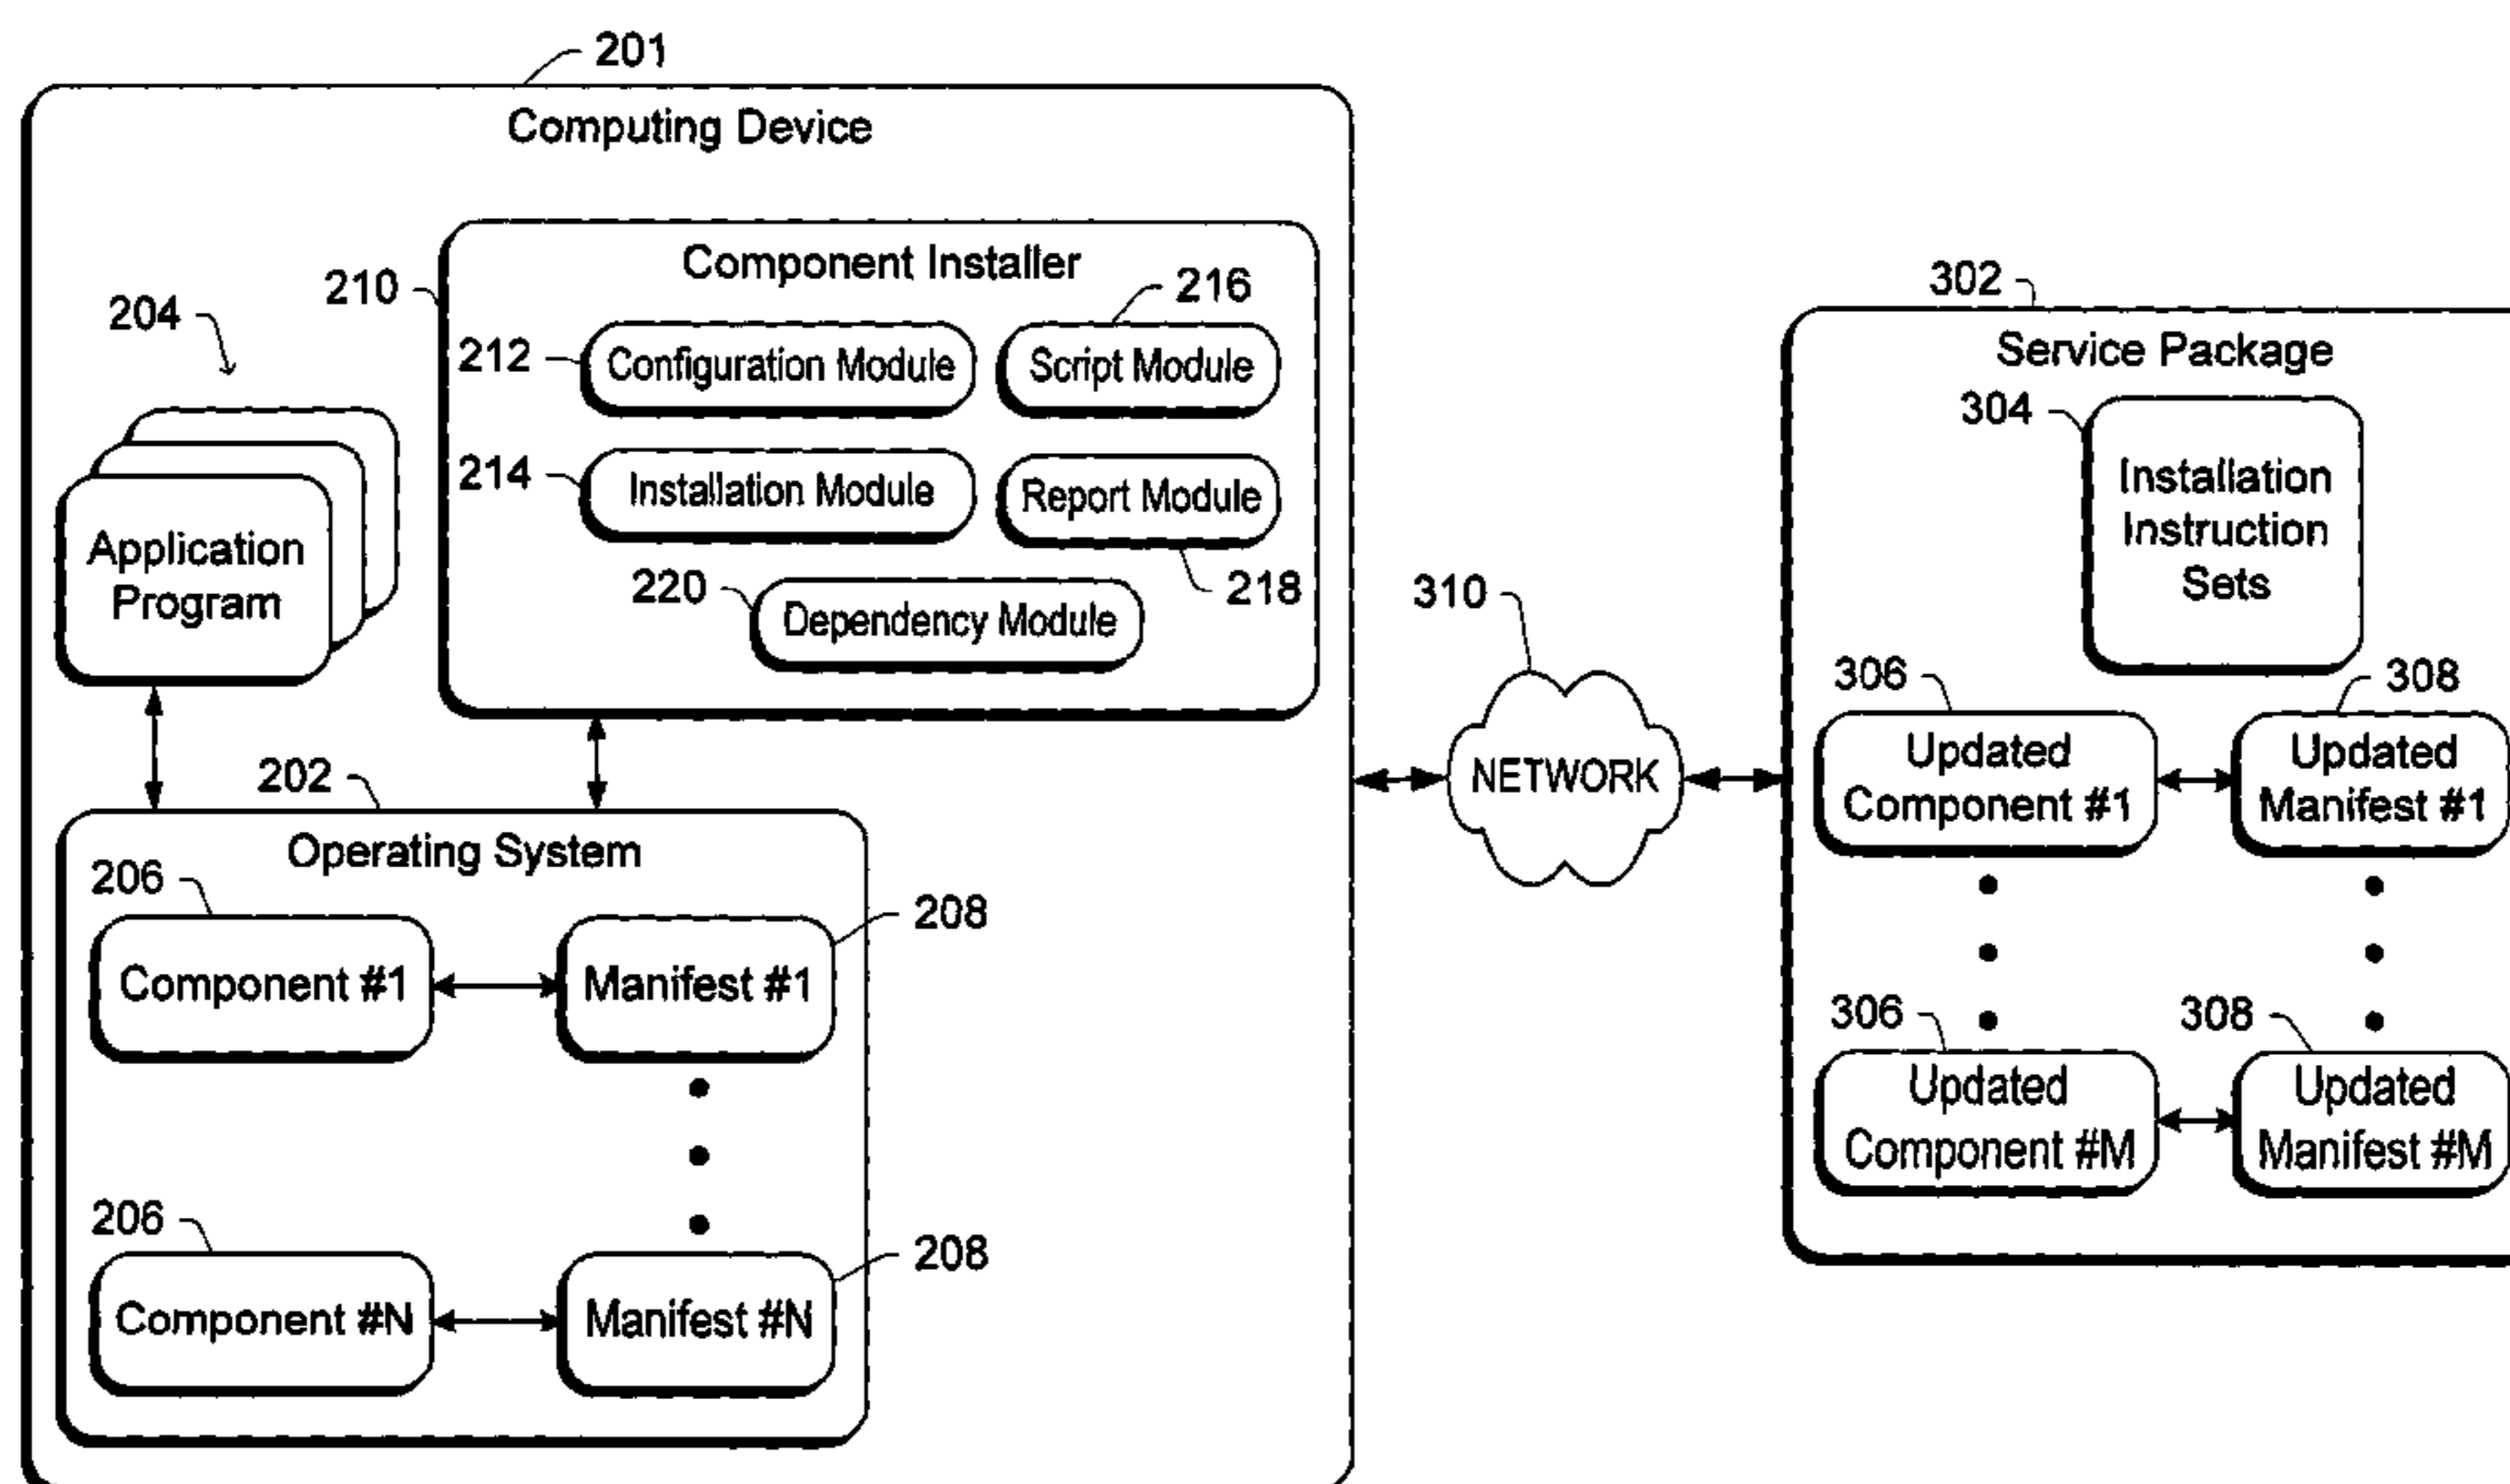 201
Computing Device
204
210
Component Installer
216
212
Configuration Module
Script Module
214
Installation Module
Report Module
218
220
Dependency Module
Application
Program
202
Operating System
206
208
Component #1
Manifest #1
206
208
Component #N
Manifest #N
310
NETWORK
302
Service Package
304
Installation
Instruction
Sets
306
308
Updated
Component #1
Updated
Manifest #1
306
308
Updated
Component #M
Updated
Manifest #M